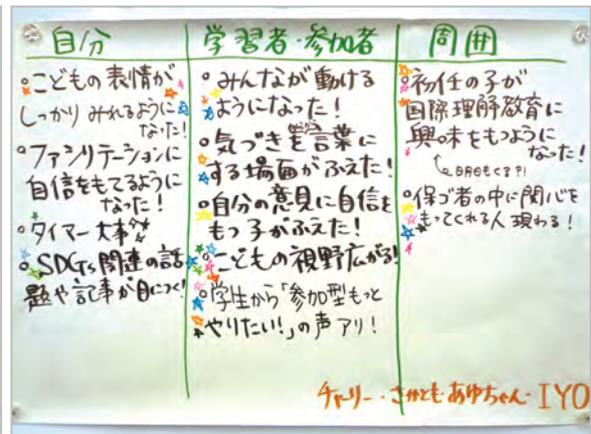 自分
◦こどもの表情が
しっかりみれるように
なった!
◦ファシリテーションに
自信をもてるように
なった!
◦タイマー大事
◦SDGs関連の話
題や記事が目につく!
学習者・参加者
◦みんなが動ける
ようになった!
◦気づきを言葉に
する場面がふえた!
◦自分の意見に自信を
もつ子がふえた!
◦こどもの視野広がる!
◦学生から「参加型もっと
やりたい!」の声アリ!
周囲
◦初任の子が
国際理解教育に
興味をもつように
なった!
明日もくる?!
◦保ゴ者の中に関心を
もってくれる人現わる!
チャーリー・さかとも・あゆちゃん・IYO